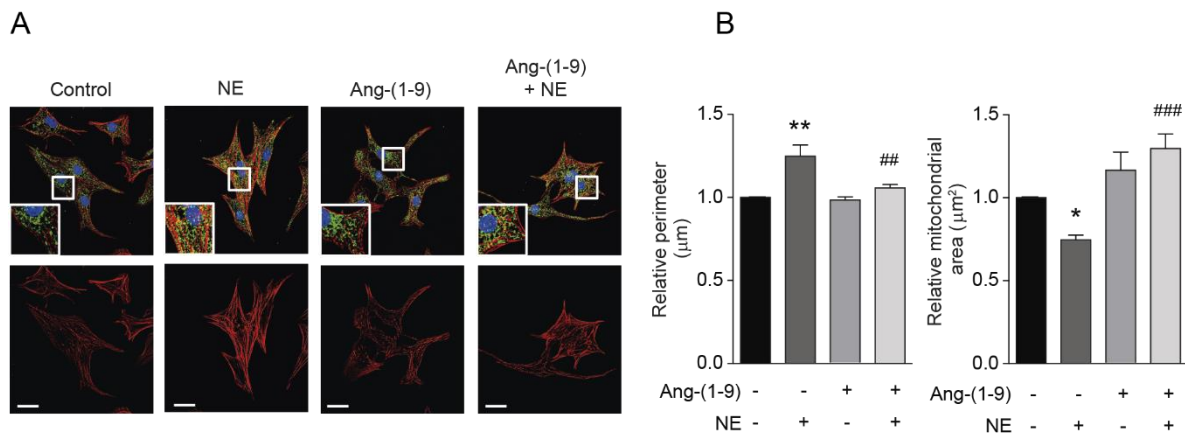 A
Control
NE
Ang-(1-9)
Ang-(1-9)
+ NE
B
Relative perimeter
(μm)
1.5
1.0
0.5
0.0
**
##
Ang-(1-9) - - + +
NE - + - +
Relative mitochondrial
area (μm²)
1.5
1.0
0.5
0.0
*
###
Ang-(1-9) - - + +
NE - + - +